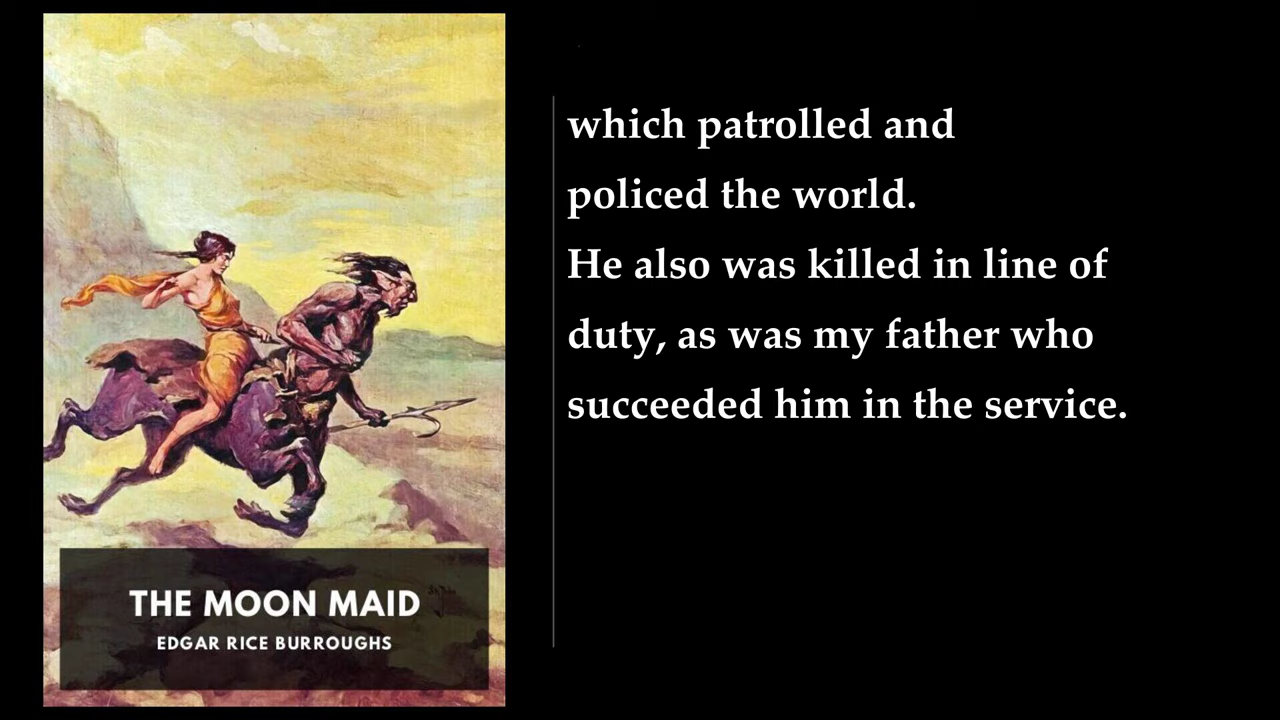 which patrolled and
policed the world.
He also was killed in line of
duty, as was my father who
succeeded him in the service.
THE MOON MAID
EDGAR RICE BURROUGHS